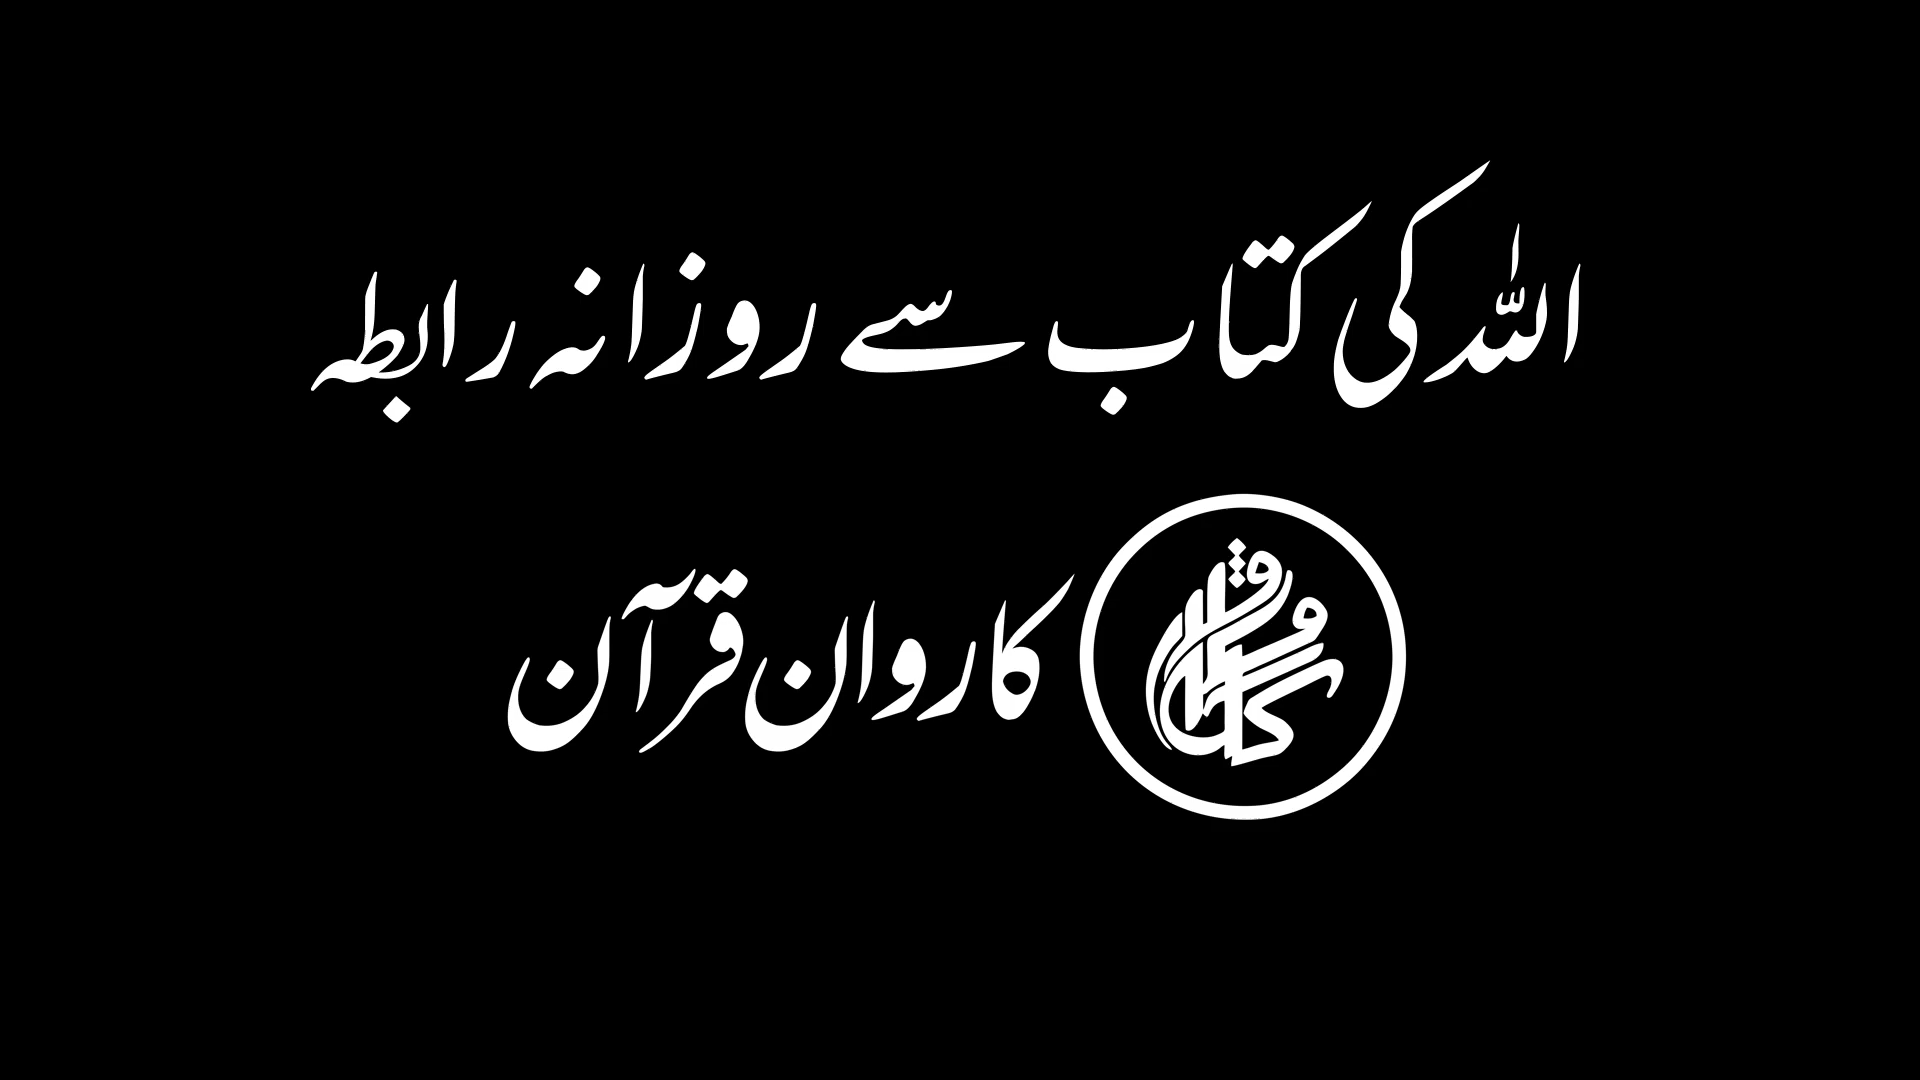 اللہ کی کتاب سے روزانہ رابطہ
کاروان قرآن